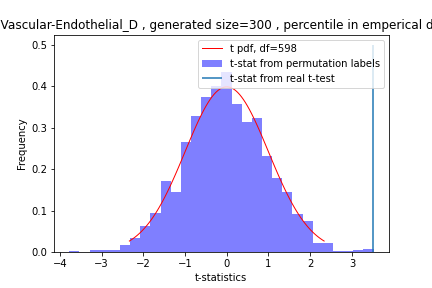 Vascular-Endothelial_D , generated size=300 , percentile in emperical d
t pdf, df=598
t-stat from permutation labels
t-stat from real t-test
Frequency
0.5
0.4
0.3
0.2
0.1
0.0
−4 −3 −2 −1 0 1 2 3
t-statistics